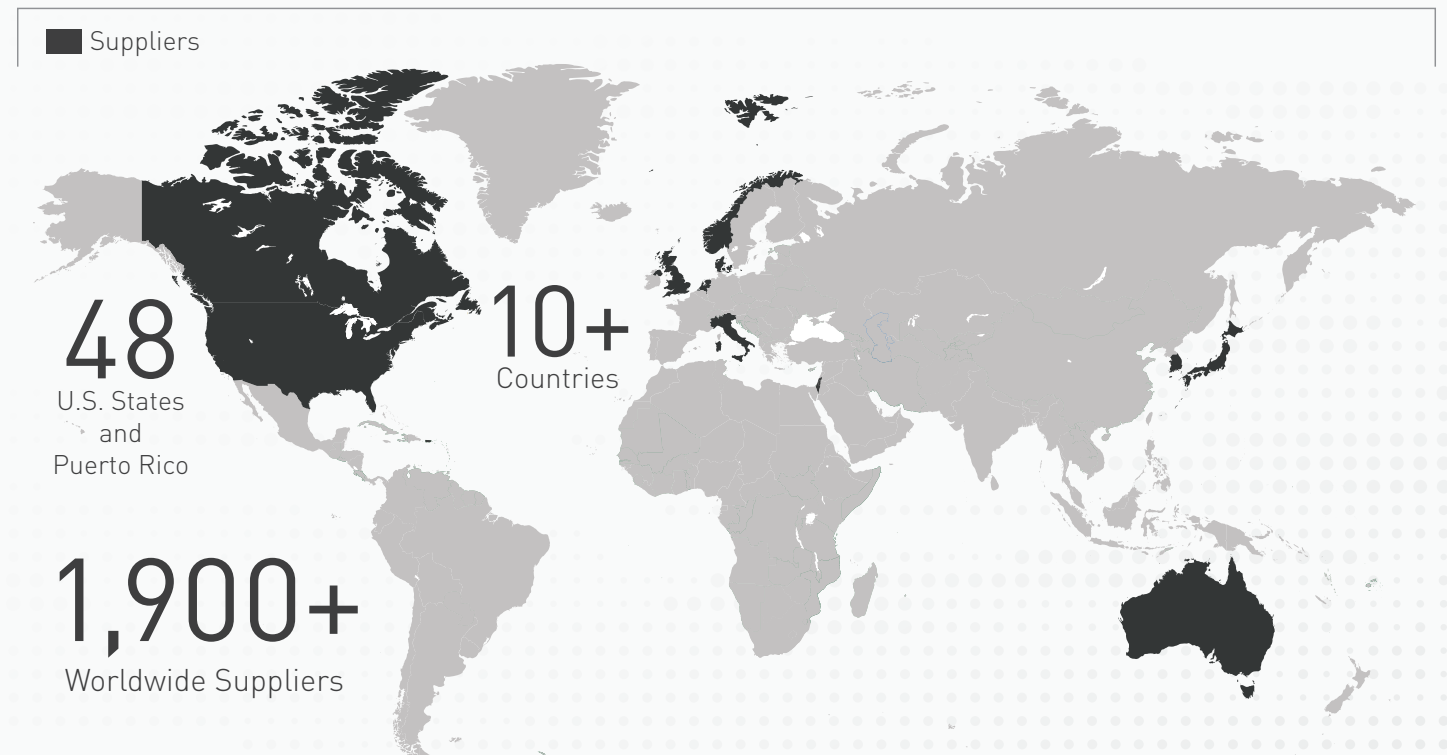 Suppliers
48
U.S. States
and
Puerto Rico
10+
Countries
1,900+
Worldwide Suppliers